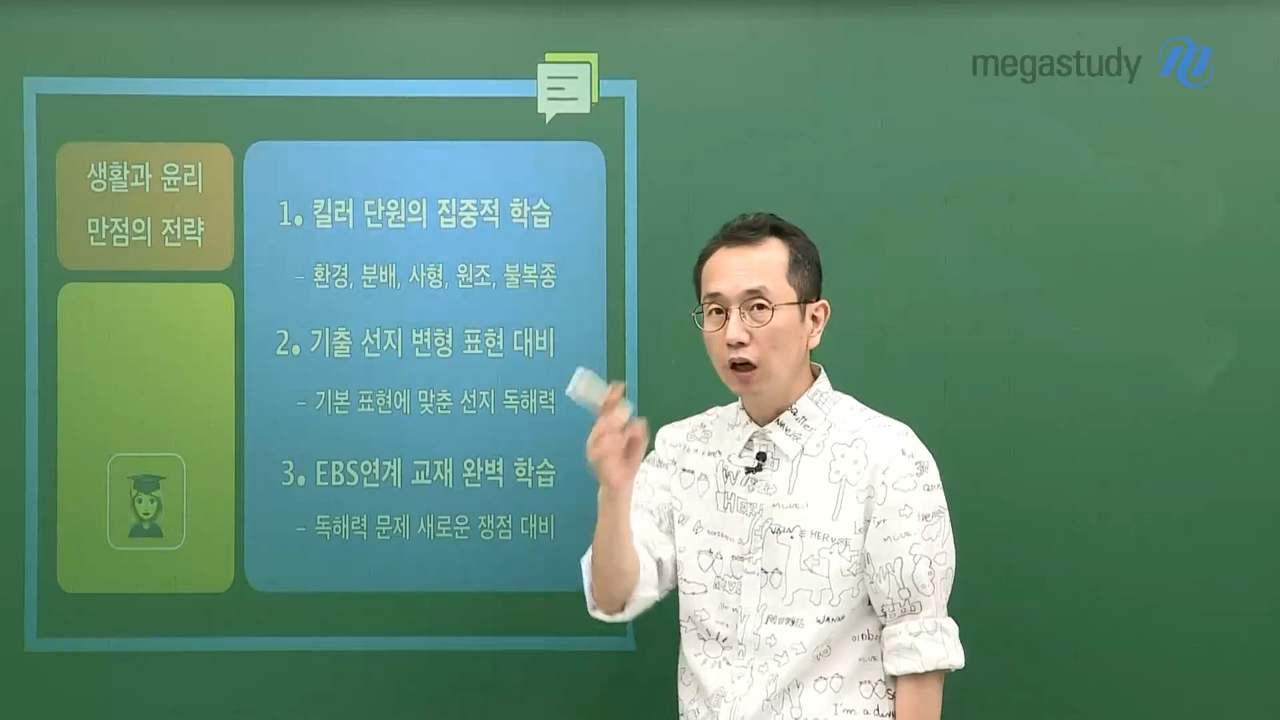 megastudy
생활과 윤리
만점의 전략
1. 킬러 단원의 집중적 학습
- 환경, 분배, 사형, 원조, 불복종
2. 기출 선지 변형 표현 대비
- 기본 표현에 맞춘 선지 독해력
3. EBS연계 교재 완벽 학습
- 독해력 문제 새로운 쟁점 대비